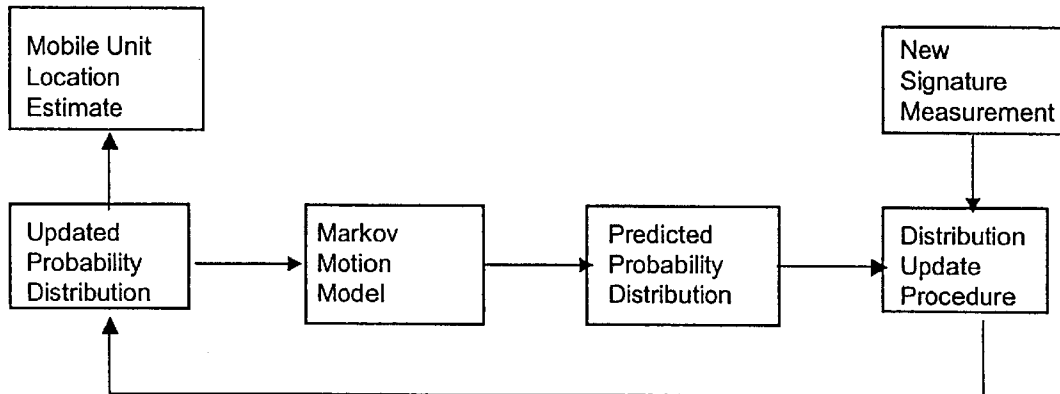 Mobile Unit
Location
Estimate
New
Signature
Measurement
Updated
Probability
Distribution
Markov
Motion
Model
Predicted
Probability
Distribution
Distribution
Update
Procedure